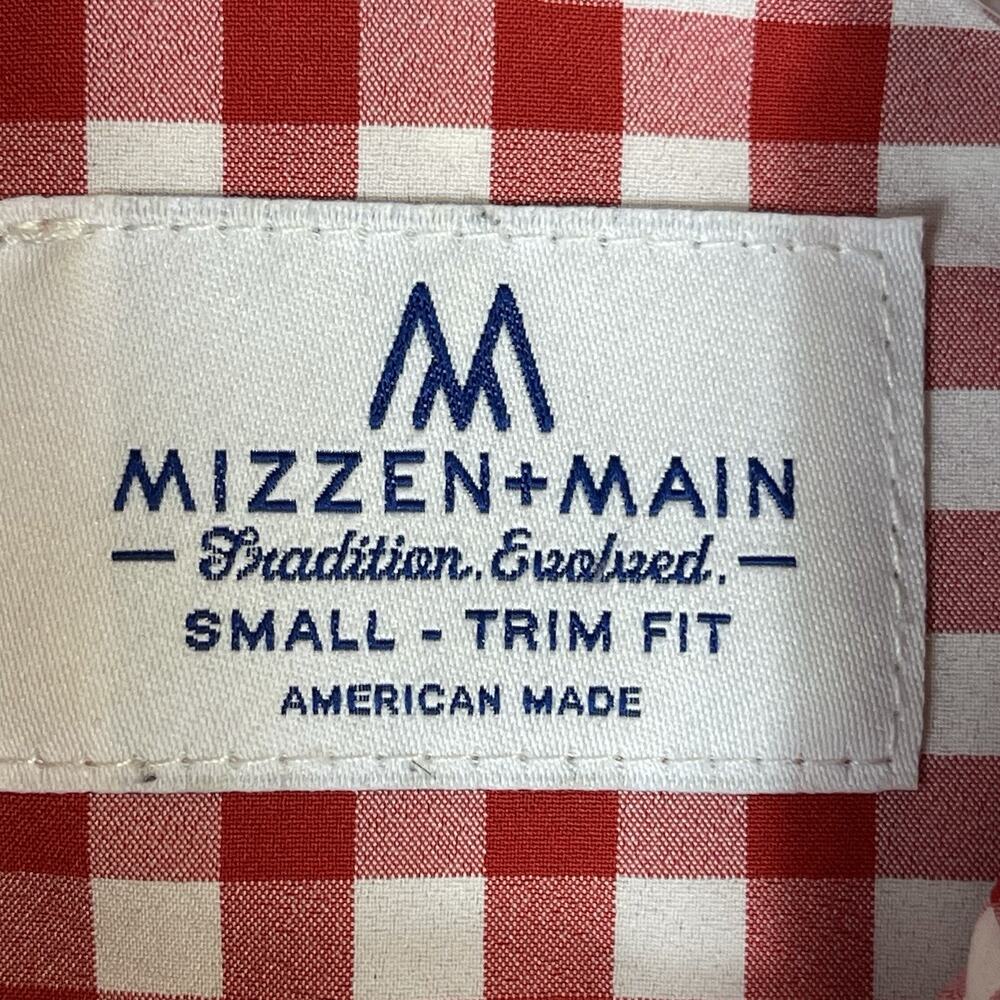 MIZZEN+MAIN
— Tradition. Evolved. —
SMALL - TRIM FIT
AMERICAN MADE